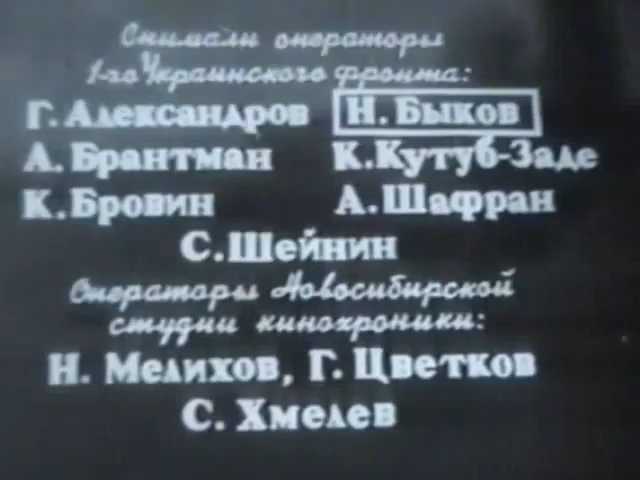 Снимали операторы
1-го Украинского фронта:
Г. Александров Н. Быков
А. Брантман К. Кутуб-Заде
К. Бровин А. Шафран
С. Шейнин
Операторы Новосибирской
студии кинохроники:
Н. Мелихов, Г. Цветков
С. Хмелев